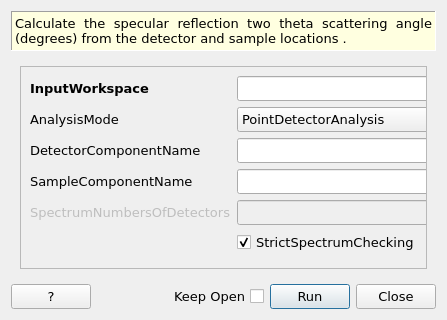 Calculate the specular reflection two theta scattering angle
(degrees) from the detector and sample locations .
InputWorkspace
AnalysisMode PointDetectorAnalysis
DetectorComponentName
SampleComponentName
SpectrumNumbersOfDetectors
StrictSpectrumChecking
? Keep Open Run Close